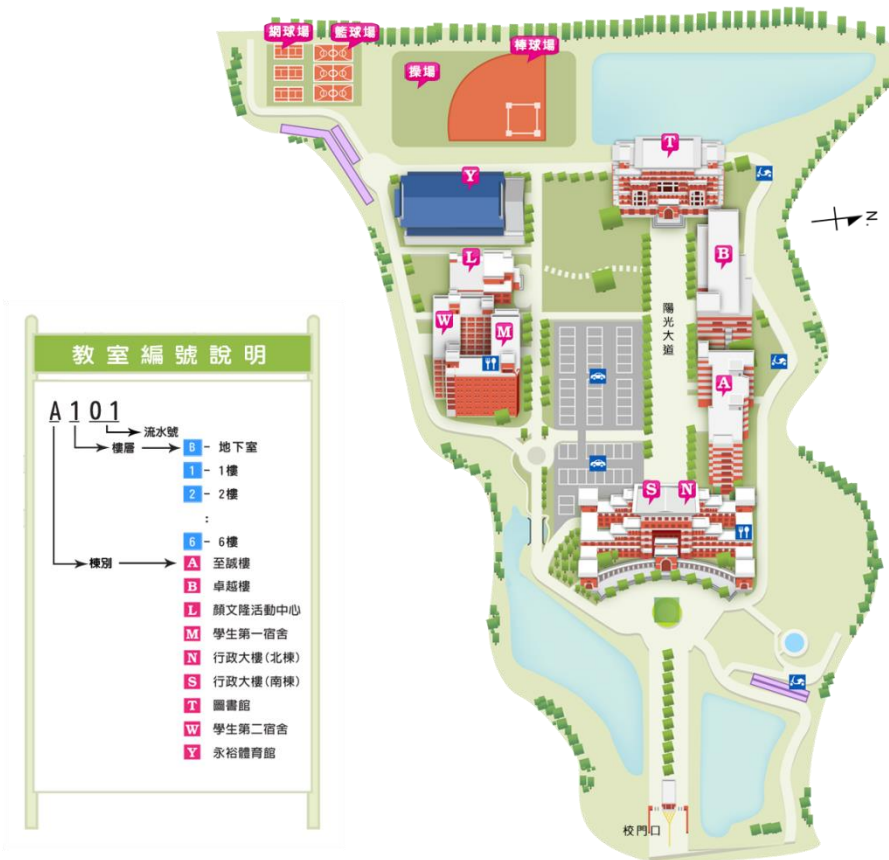 網球場
籃球場
棒球場
操場
T
Y
N
B
L
W
M
陽光大道
A
S
N
校門口
教室編號說明
A101
流水號
樓層
B - 地下室
1 - 1樓
2 - 2樓
:
6 - 6樓
棟別
A 至誠樓
B 卓越樓
L 顏文隆活動中心
M 學生第一宿舍
N 行政大樓(北棟)
S 行政大樓(南棟)
T 圖書館
W 學生第二宿舍
Y 永裕體育館